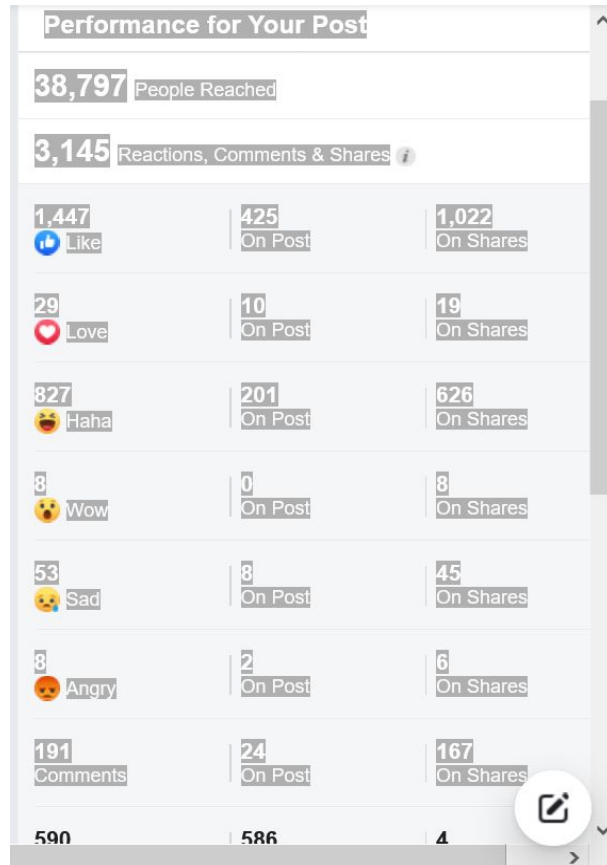 Performance for Your Post
38,797 People Reached
3,145 Reactions, Comments & Shares i
1,447 425 1,022
Like On Post On Shares
29 10 19
Love On Post On Shares
827 201 626
Haha On Post On Shares
8 0 8
Wow On Post On Shares
53 8 45
Sad On Post On Shares
8 2 6
Angry On Post On Shares
191 24 167
Comments On Post On Shares
590 586 4